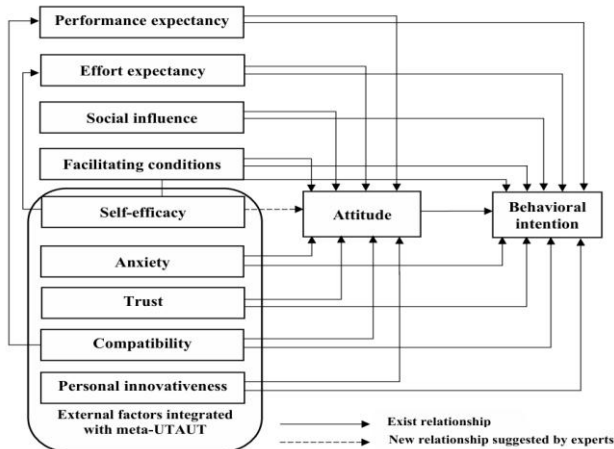 Performance expectancy
Effort expectancy
Social influence
Facilitating conditions
Self-efficacy
Attitude
Behavioral
intention
Anxiety
Trust
Compatibility
Personal innovativeness
External factors integrated
with meta-UTAUT
Exist relationship
New relationship suggested by experts